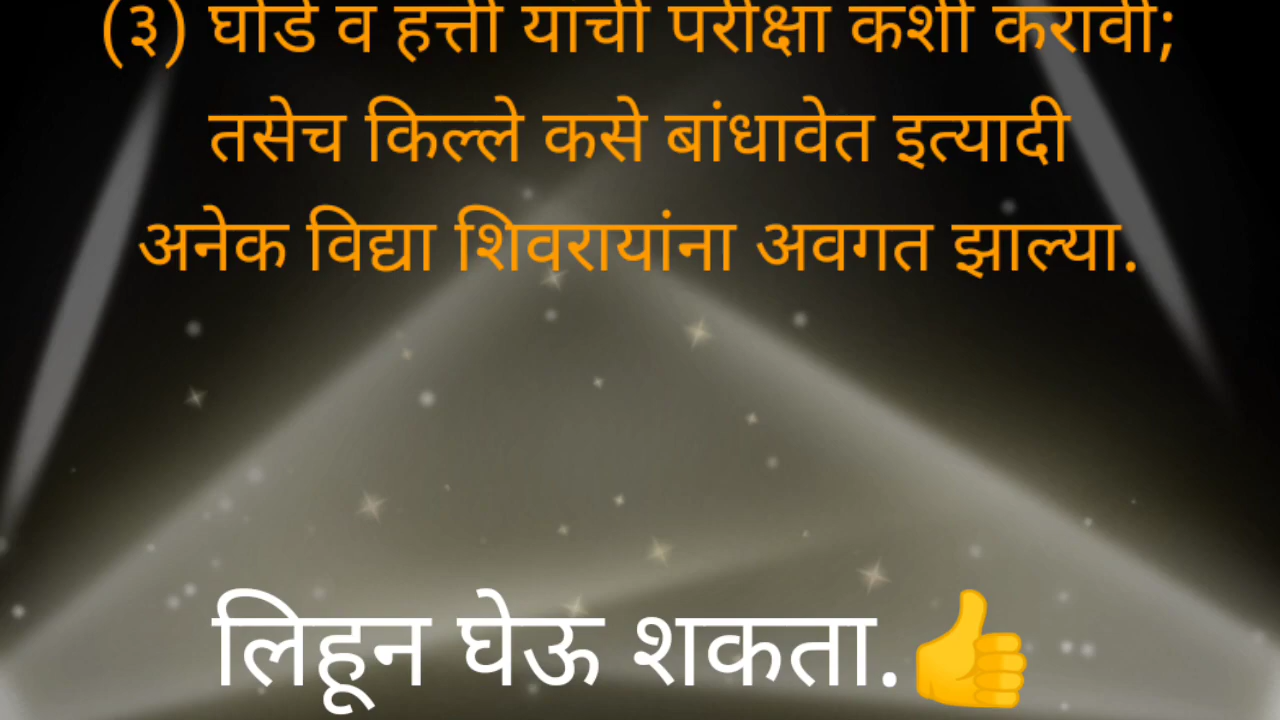 (३) घोडे व हत्ती यांची परीक्षा कशी करावी;
तसेच किल्ले कसे बांधावेत इत्यादी
अनेक विद्या शिवरायांना अवगत झाल्या.
लिहून घेऊ शकता.👍